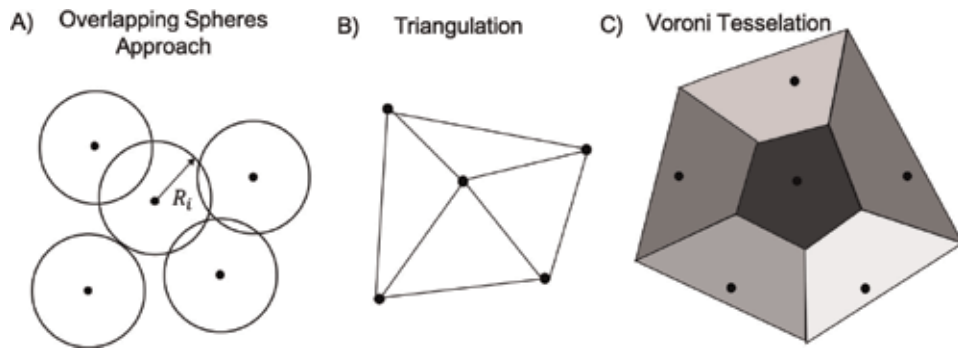 A) Overlapping Spheres
Approach
B) Triangulation
C) Voroni Tesselation
R_i